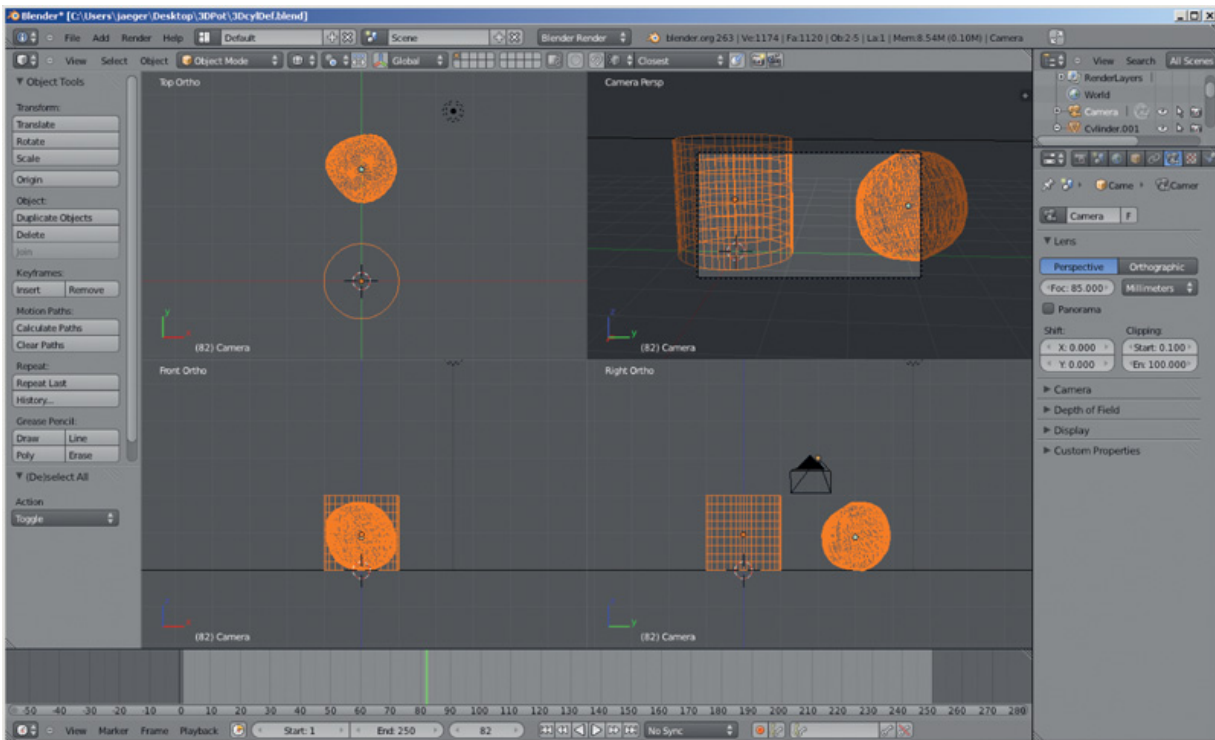 Blender* [C:\Users\jaeger\Desktop\3DPot\3DcylDef.blend]
File Add Render Help Default Scene Blender Render blender.org 263 | Ve:1174 | Fa:1120 | Ob:2-5 | La:1 | Mem:8.54M (0.10M) | Camera
View Select Object Object Mode Global Closest
View Search All Scenes
RenderLayers
World
Camera
Cylinder.001
Object Tools
Transform:
Translate
Rotate
Scale
Origin
Object:
Duplicate Objects
Delete
Join
Keyframes:
Insert Remove
Motion Paths:
Calculate Paths
Clear Paths
Repeat:
Repeat Last
History...
Grease Pencil:
Draw Line
Poly Erase
(De)select All
Action
Toggle
Top Ortho
y
x
(82) Camera
Camera Persp
z
y
(82) Camera
Front Ortho
z
x
(82) Camera
Right Ortho
z
y
(82) Camera
Came Camer
Camera F
Lens
Perspective Orthographic
Foc: 85.000 Millimeters
Panorama
Shift: Clipping:
X: 0.000 Start: 0.100
Y: 0.000 En: 100.000
Camera
Depth of Field
Display
Custom Properties
-50 -40 -30 -20 -10 0 10 20 30 40 50 60 70 80 90 100 110 120 130 140 150 160 170 180 190 200 210 220 230 240 250 260 270 280
View Marker Frame Playback Start: 1 End: 250 82 No Sync